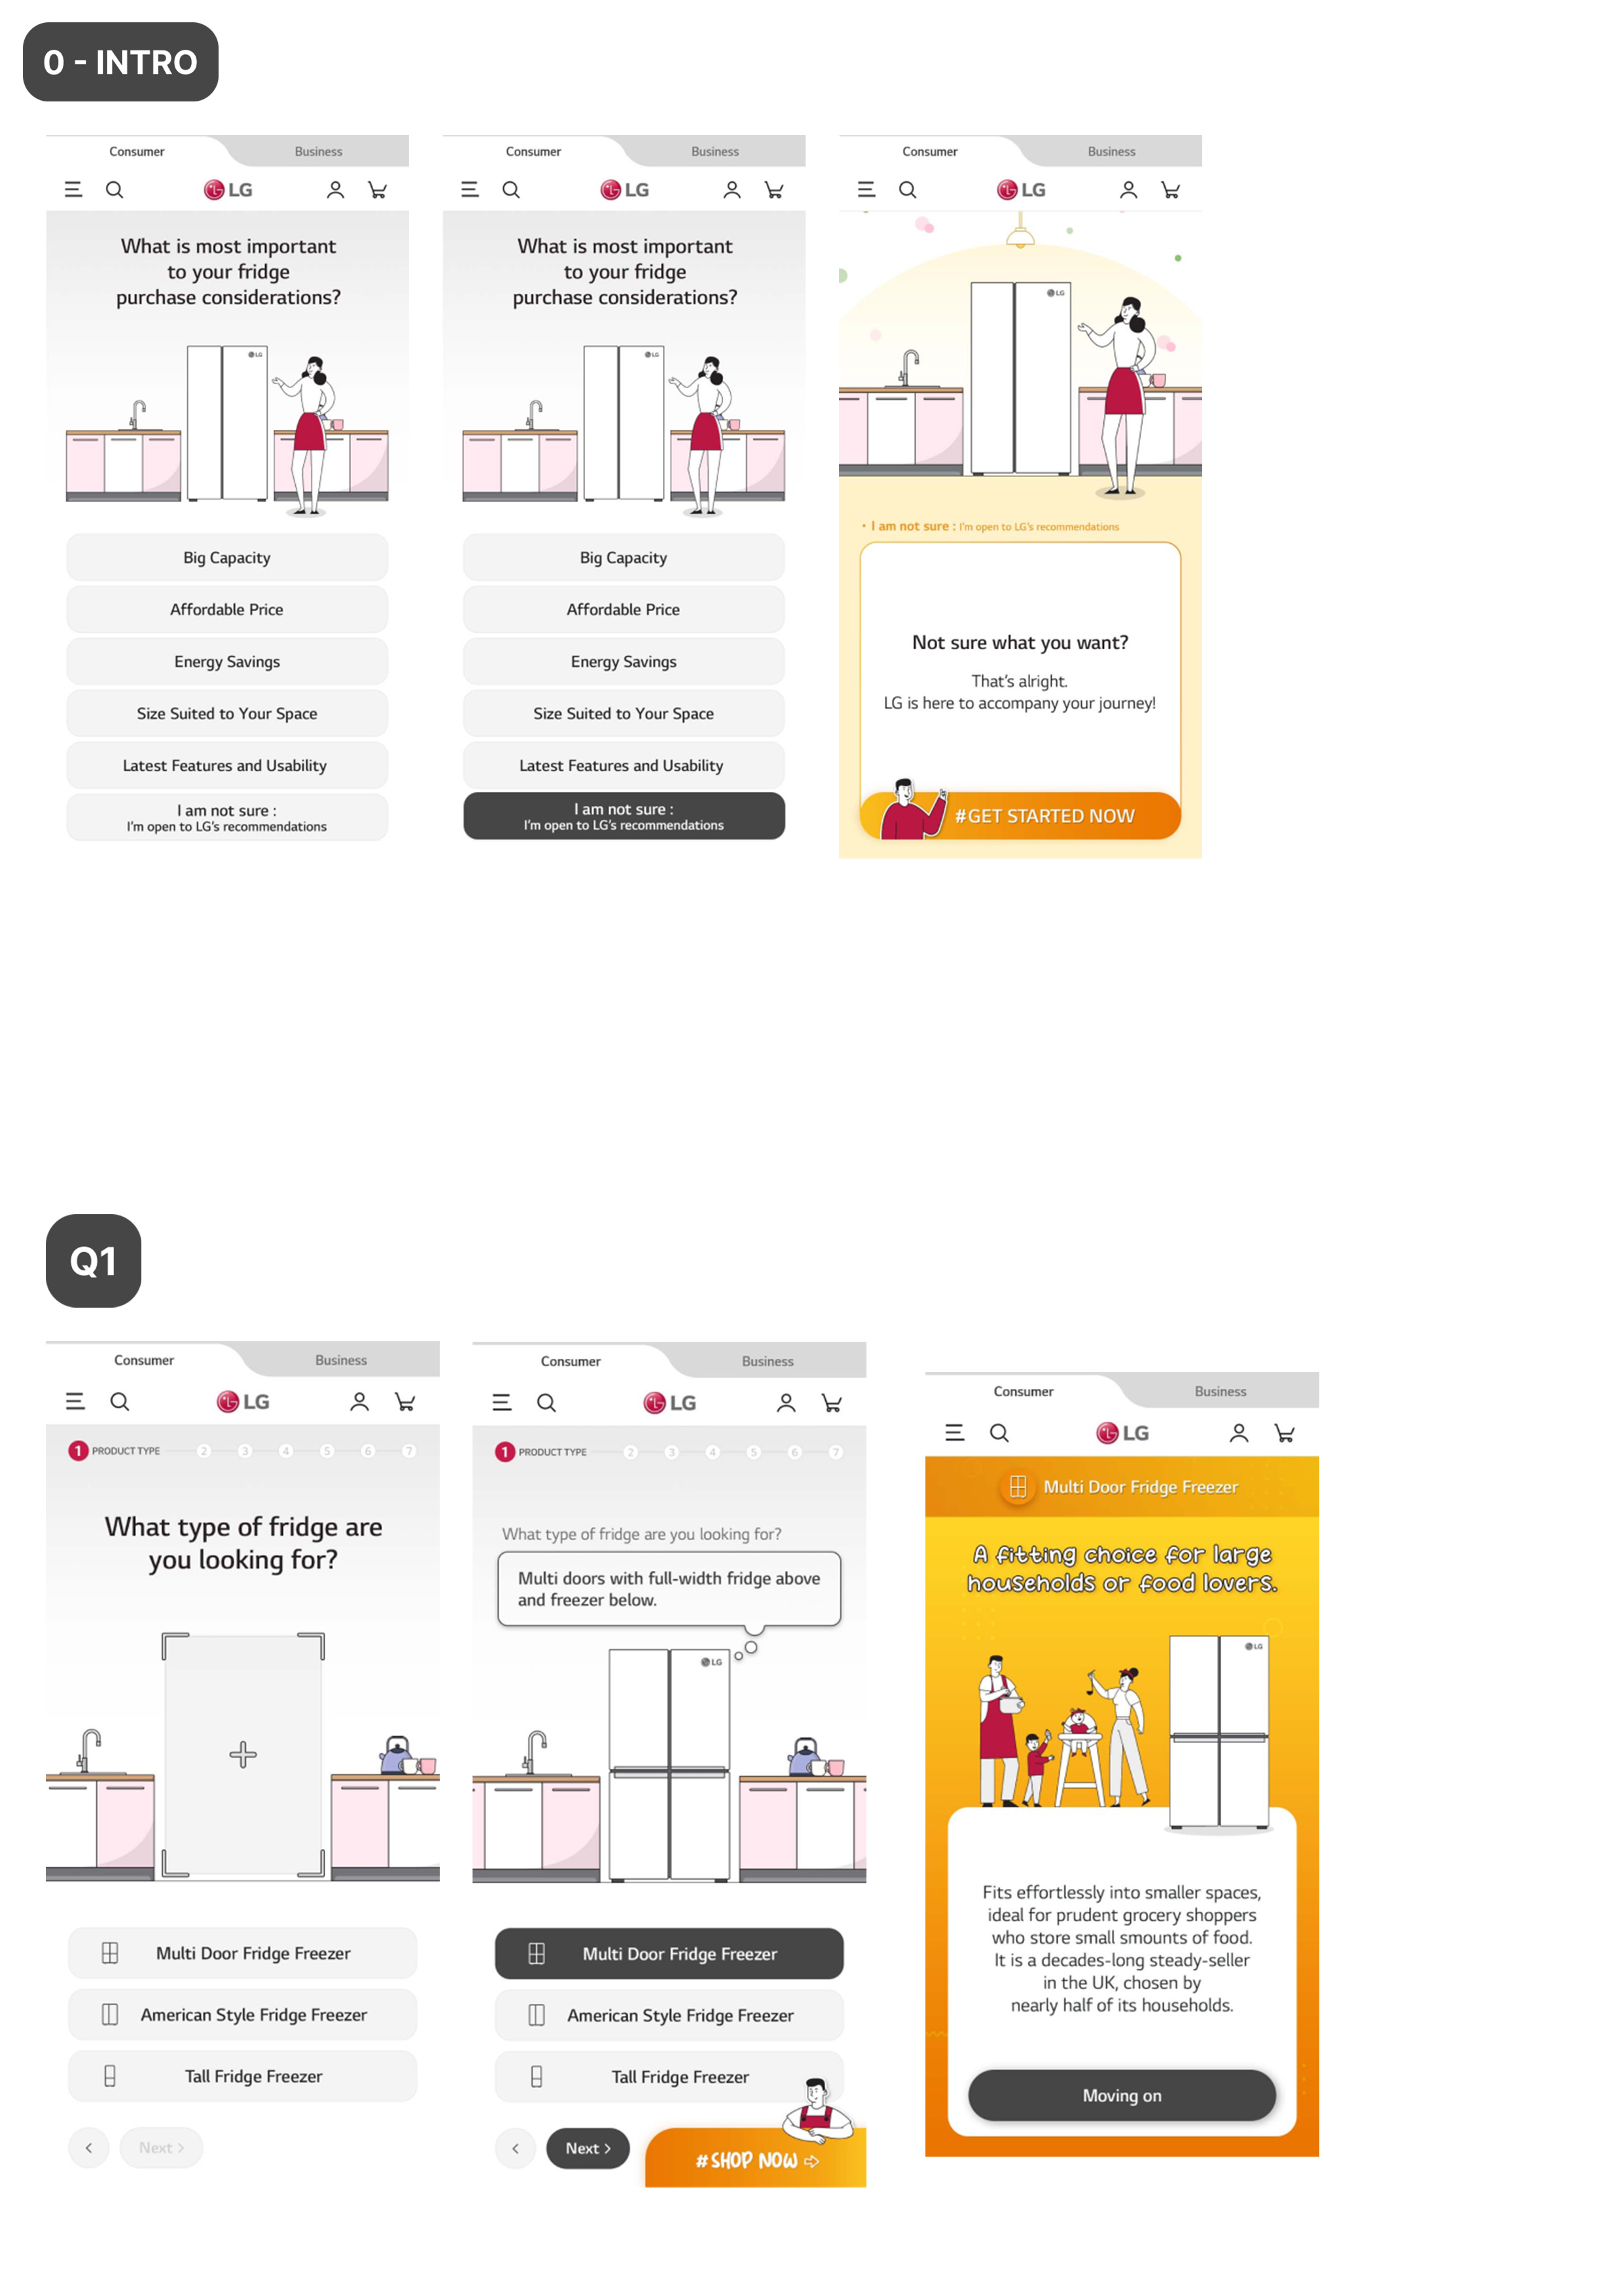 0 - INTRO
Consumer
Business
LG
What is most important
to your fridge
purchase considerations?
LG
Big Capacity
Affordable Price
Energy Savings
Size Suited to Your Space
Latest Features and Usability
I am not sure :
I'm open to LG's recommendations
Consumer
Business
LG
What is most important
to your fridge
purchase considerations?
LG
Big Capacity
Affordable Price
Energy Savings
Size Suited to Your Space
Latest Features and Usability
I am not sure :
I'm open to LG's recommendations
Consumer
Business
LG
LG
• I am not sure : I'm open to LG's recommendations
Not sure what you want?
That's alright.
LG is here to accompany your journey!
#GET STARTED NOW
Q1
Consumer
Business
LG
1 PRODUCT TYPE 2 3 4 5 6 7
What type of fridge are
you looking for?
Multi Door Fridge Freezer
American Style Fridge Freezer
Tall Fridge Freezer
< Next >
Consumer
Business
LG
1 PRODUCT TYPE 2 3 4 5 6 7
What type of fridge are you looking for?
Multi doors with full-width fridge above
and freezer below.
LG
Multi Door Fridge Freezer
American Style Fridge Freezer
Tall Fridge Freezer
< Next >
#SHOP NOW ⇨
Consumer
Business
LG
Multi Door Fridge Freezer
A fitting choice for large
households or food lovers.
LG
Fits effortlessly into smaller spaces,
ideal for prudent grocery shoppers
who store small smounts of food.
It is a decades-long steady-seller
in the UK, chosen by
nearly half of its households.
Moving on